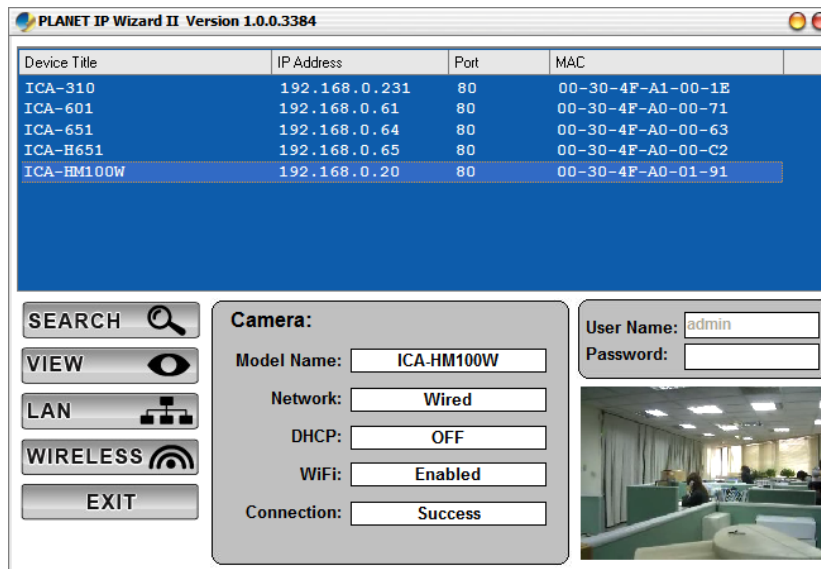 PLANET IP Wizard II Version 1.0.0.3384
Device Title IP Address Port MAC
ICA-310 192.168.0.231 80 00-30-4F-A1-00-1E
ICA-601 192.168.0.61 80 00-30-4F-A0-00-71
ICA-651 192.168.0.64 80 00-30-4F-A0-00-63
ICA-H651 192.168.0.65 80 00-30-4F-A0-00-C2
ICA-HM100W 192.168.0.20 80 00-30-4F-A0-01-91
SEARCH
VIEW
LAN
WIRELESS
EXIT
Camera:
Model Name: ICA-HM100W
Network: Wired
DHCP: OFF
WiFi: Enabled
Connection: Success
User Name: admin
Password: